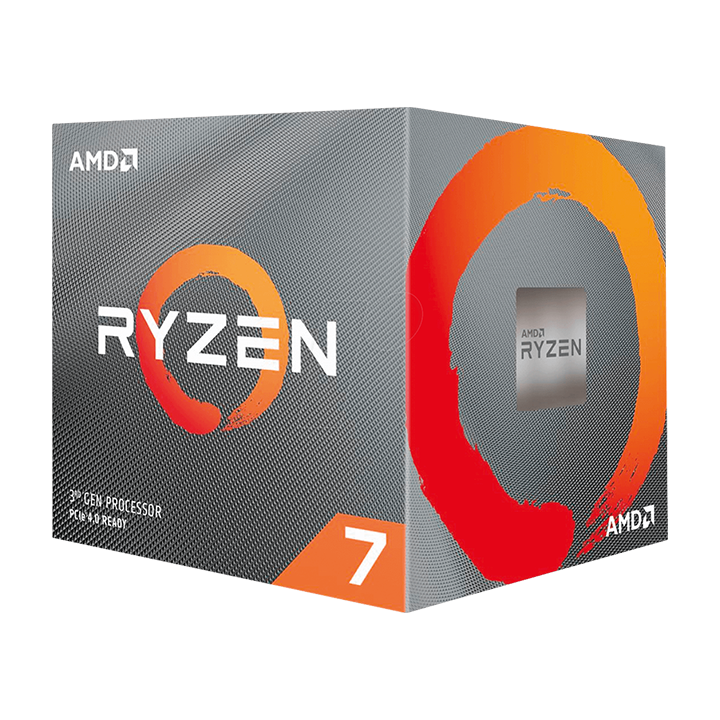 AMD
RYZEN
3RD GEN PROCESSOR
PCIe 4.0 READY
7
AMD
RYZEN
AMD